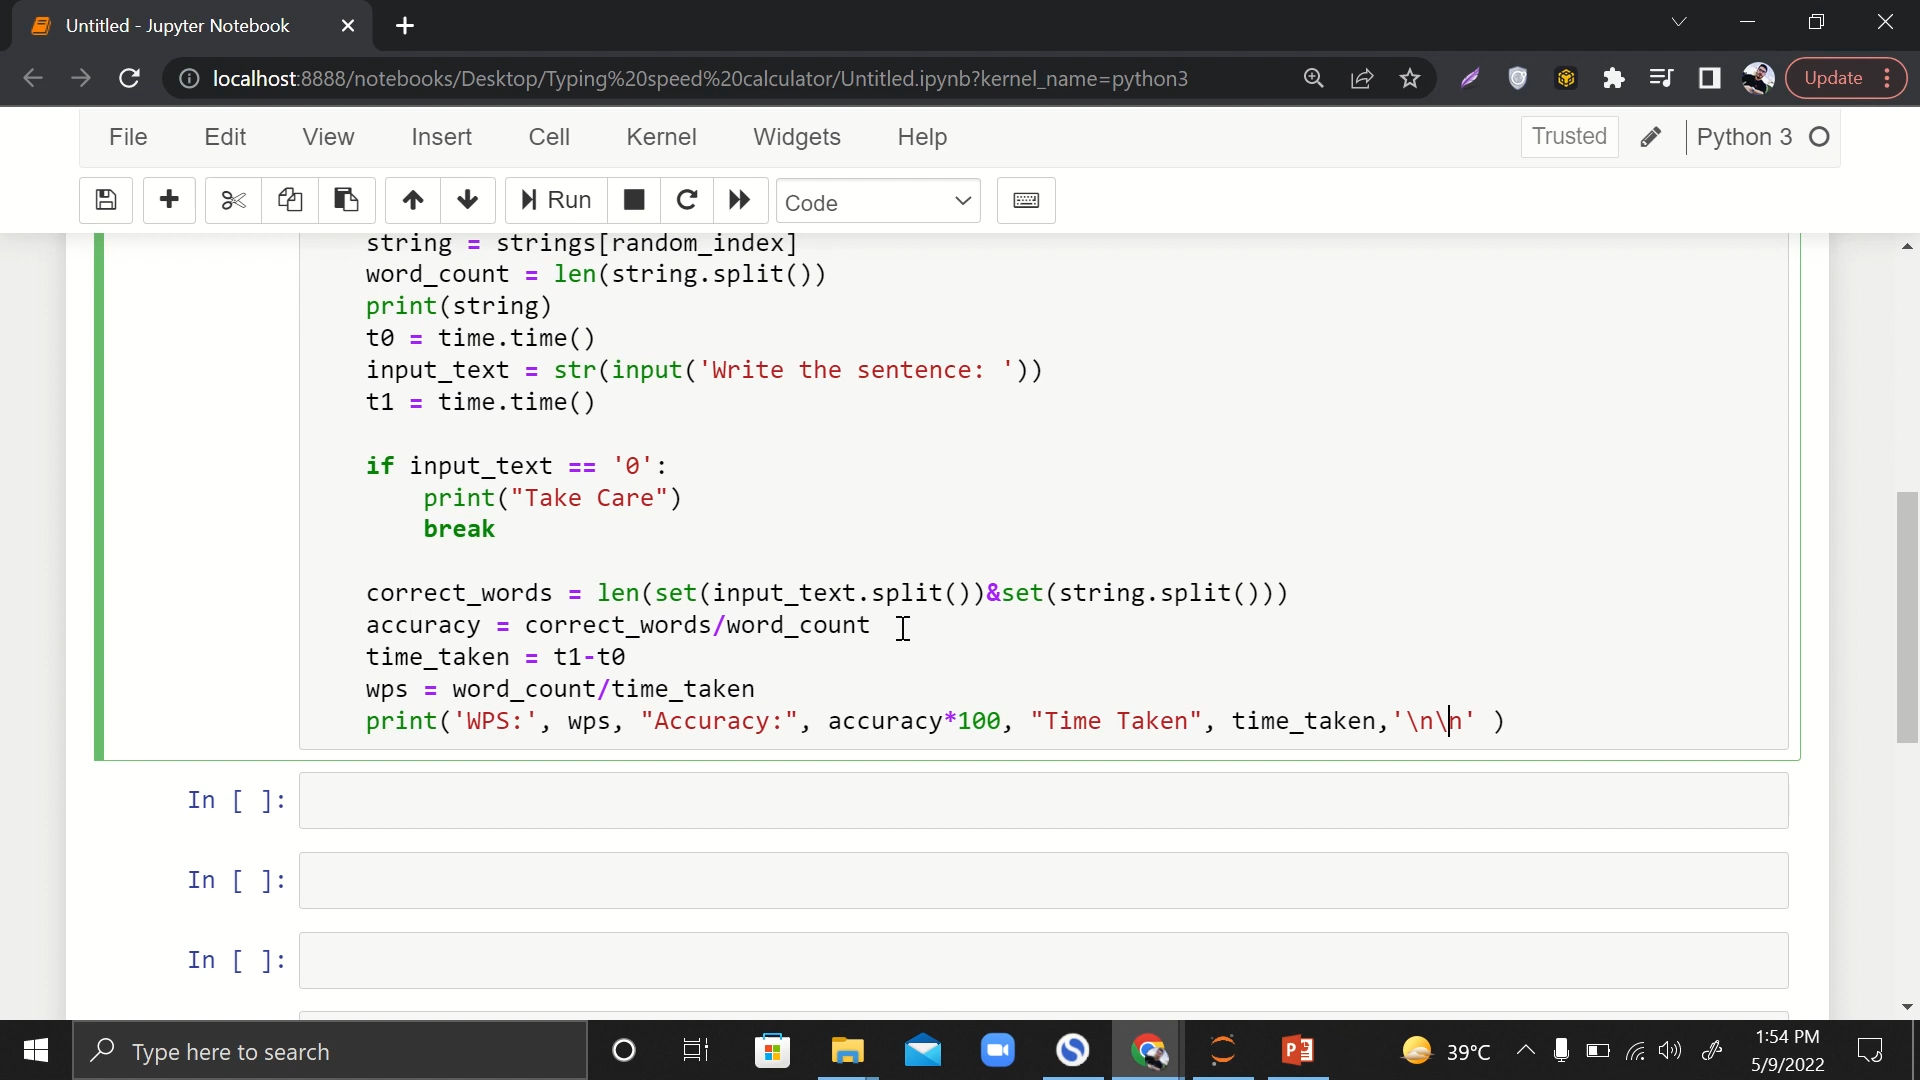 Untitled - Jupyter Notebook
localhost:8888/notebooks/Desktop/Typing%20speed%20calculator/Untitled.ipynb?kernel_name=python3
Update
File Edit View Insert Cell Kernel Widgets Help
Trusted
Python 3
Run
Code
string = strings[random_index]
word_count = len(string.split())
print(string)
t0 = time.time()
input_text = str(input('Write the sentence: '))
t1 = time.time()
if input_text == '0':
print("Take Care")
break
correct_words = len(set(input_text.split())&set(string.split()))
accuracy = correct_words/word_count
time_taken = t1-t0
wps = word_count/time_taken
print('WPS:', wps, "Accuracy:", accuracy*100, "Time Taken", time_taken,'\n\n' )
In [ ]:
In [ ]:
In [ ]:
Type here to search
39°C
1:54 PM
5/9/2022